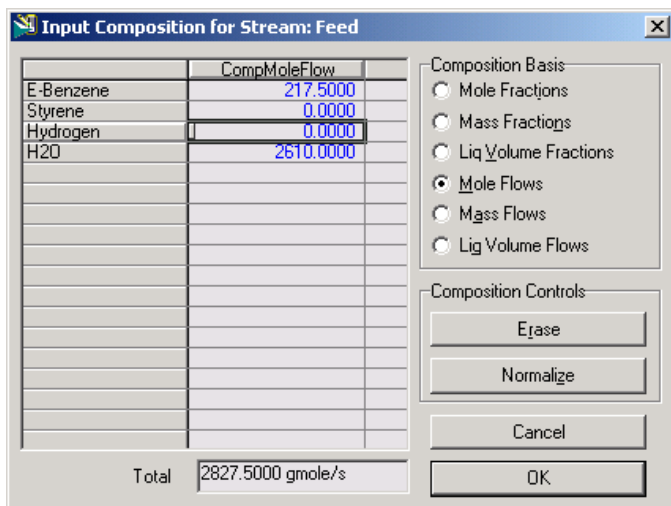 Input Composition for Stream: Feed
CompMoleFlow
E-Benzene 217.5000
Styrene 0.0000
Hydrogen 0.0000
H2O 2610.0000
Total 2827.5000 gmole/s
Composition Basis
Mole Fractions
Mass Fractions
Liq Volume Fractions
Mole Flows
Mass Flows
Liq Volume Flows
Composition Controls
Erase
Normalize
Cancel
OK